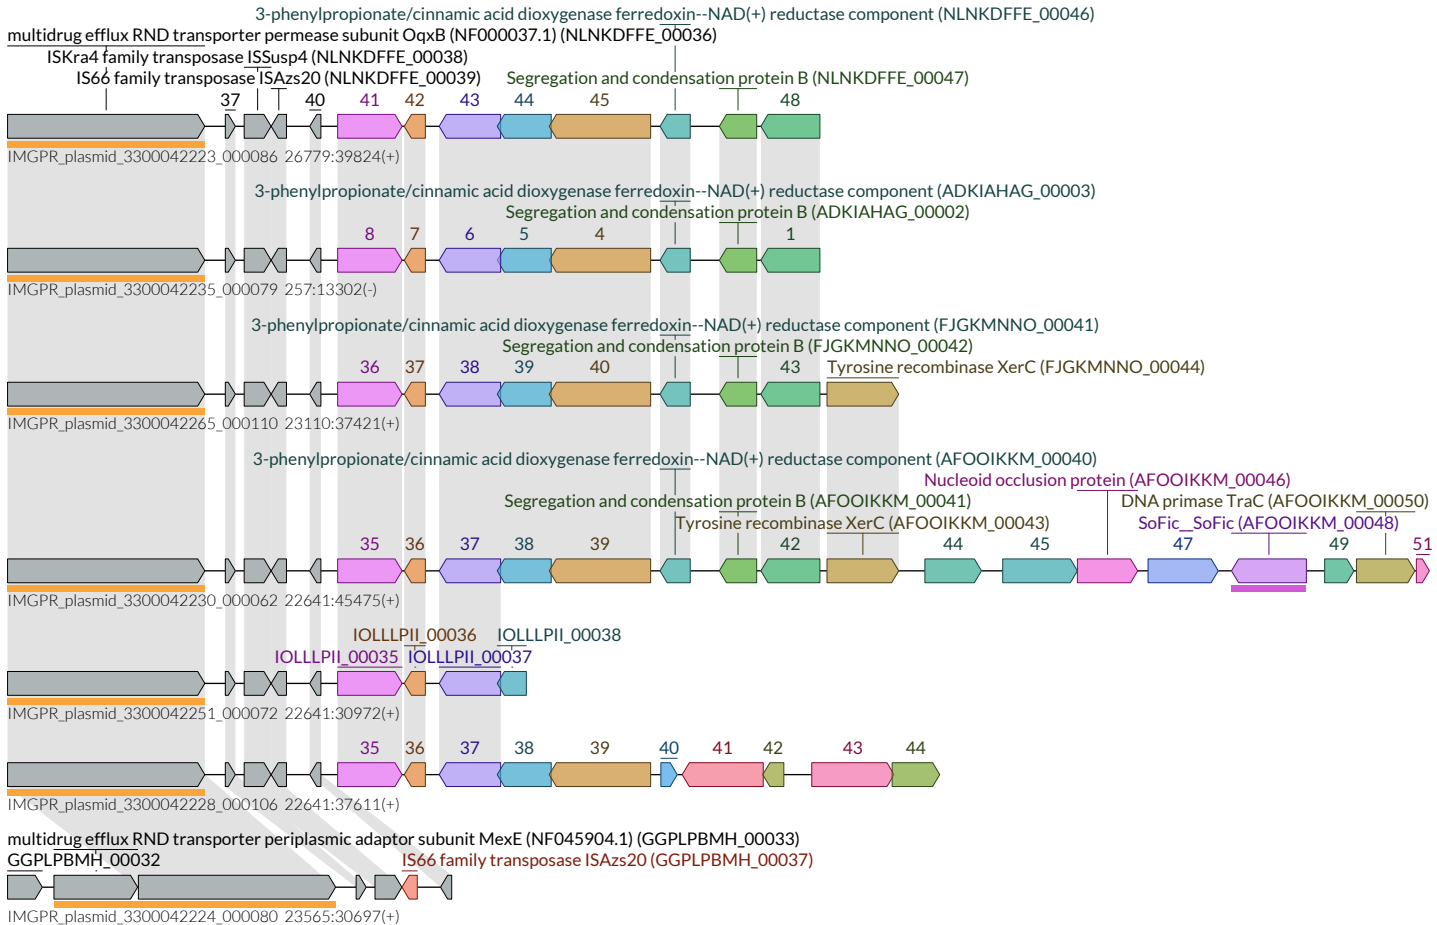 3-phenylpropionate/cinnamic acid dioxygenase ferredoxin--NAD(+) reductase component (NLNKDFFE_00046)
multidrug efflux RND transporter permease subunit OqxB (NF000037.1) (NLNKDFFE_00036)
ISKra4 family transposase ISSusp4 (NLNKDFFE_00038)
IS66 family transposase ISAzs20 (NLNKDFFE_00039) Segregation and condensation protein B (NLNKDFFE_00047)
37 40 41 42 43 44 45 48
IMGPR_plasmid_3300042223_000086 26779:39824(+)
3-phenylpropionate/cinnamic acid dioxygenase ferredoxin--NAD(+) reductase component (ADKIAHAG_00003)
Segregation and condensation protein B (ADKIAHAG_00002)
8 7 6 5 4 1
IMGPR_plasmid_3300042235_000079 257:13302(-)
3-phenylpropionate/cinnamic acid dioxygenase ferredoxin--NAD(+) reductase component (FJGKMNNO_00041)
Segregation and condensation protein B (FJGKMNNO_00042)
36 37 38 39 40 43 Tyrosine recombinase XerC (FJGKMNNO_00044)
IMGPR_plasmid_3300042265_000110 23110:37421(+)
3-phenylpropionate/cinnamic acid dioxygenase ferredoxin--NAD(+) reductase component (AFOOIKKM_00040)
Nucleoid occlusion protein (AFOOIKKM_00046)
Segregation and condensation protein B (AFOOIKKM_00041) DNA primase TraC (AFOOIKKM_00050)
Tyrosine recombinase XerC (AFOOIKKM_00043) SoFic__SoFic (AFOOIKKM_00048)
35 36 37 38 39 42 44 45 47 49 51
IMGPR_plasmid_3300042230_000062 22641:45475(+)
IOLLLPII_00036 IOLLLPII_00038
IOLLLPII_00035 IOLLLPII_00037
IMGPR_plasmid_3300042251_000072 22641:30972(+)
35 36 37 38 39 40 41 42 43 44
IMGPR_plasmid_3300042228_000106 22641:37611(+)
multidrug efflux RND transporter periplasmic adaptor subunit MexE (NF045904.1) (GGPLPBMH_00033)
GGPLPBMH_00032 IS66 family transposase ISAzs20 (GGPLPBMH_00037)
IMGPR_plasmid_3300042224_000080 23565:30697(+)